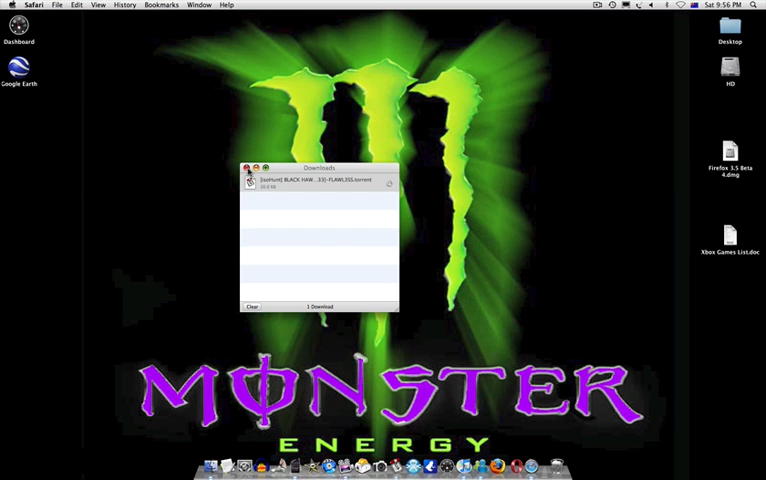 Safari File Edit View History Bookmarks Window Help
Sat 9:56 PM
Dashboard
Google Earth
Desktop
HD
Firefox 3.5 Beta
4.dmg
Xbox Games List.doc
Downloads
[isoHunt] BLACK HAW...33)-FLAWL3SS.torrent
Clear
1 Download
MONSTER
ENERGY